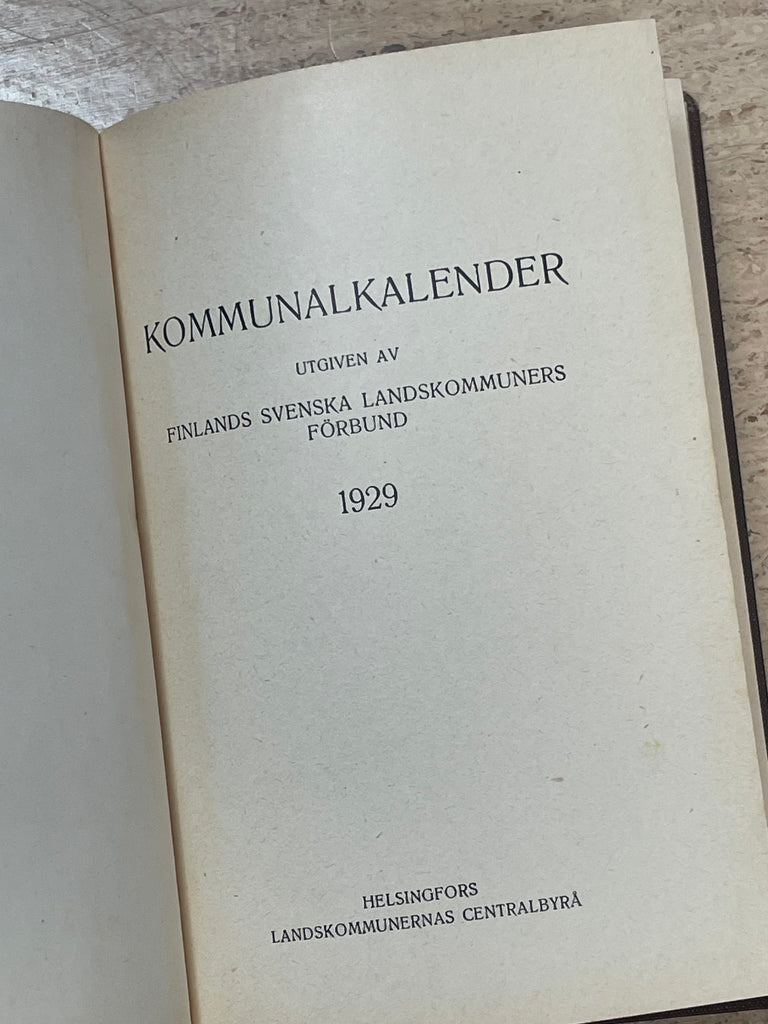 KOMMUNALKALENDER
UTGIVEN AV
FINLANDS SVENSKA LANDSKOMMUNERS
FÖRBUND
1929
HELSINGFORS
LANDSKOMMUNERNAS CENTRALBYRÅ